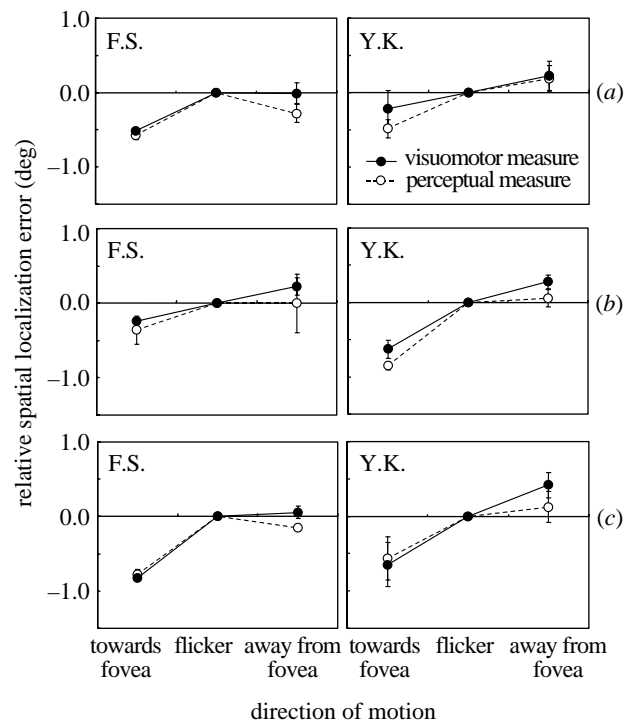 1.0
F.S.
Y.K.
0.0
(a)
−1.0
visuomotor measure
perceptual measure
relative spatial localization error (deg)
1.0
F.S.
Y.K.
0.0
(b)
−1.0
1.0
F.S.
Y.K.
0.0
(c)
−1.0
towards
fovea
flicker
away from
fovea
towards
fovea
flicker
away from
fovea
direction of motion